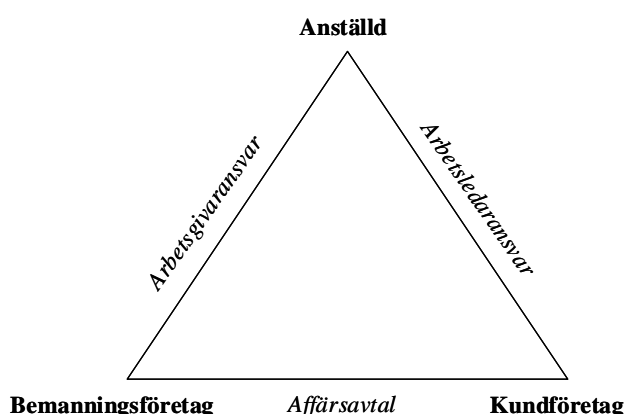 Anställd
Arbetsgivaransvar
Arbetsledaransvar
Bemanningsföretag
Affärsavtal
Kundföretag